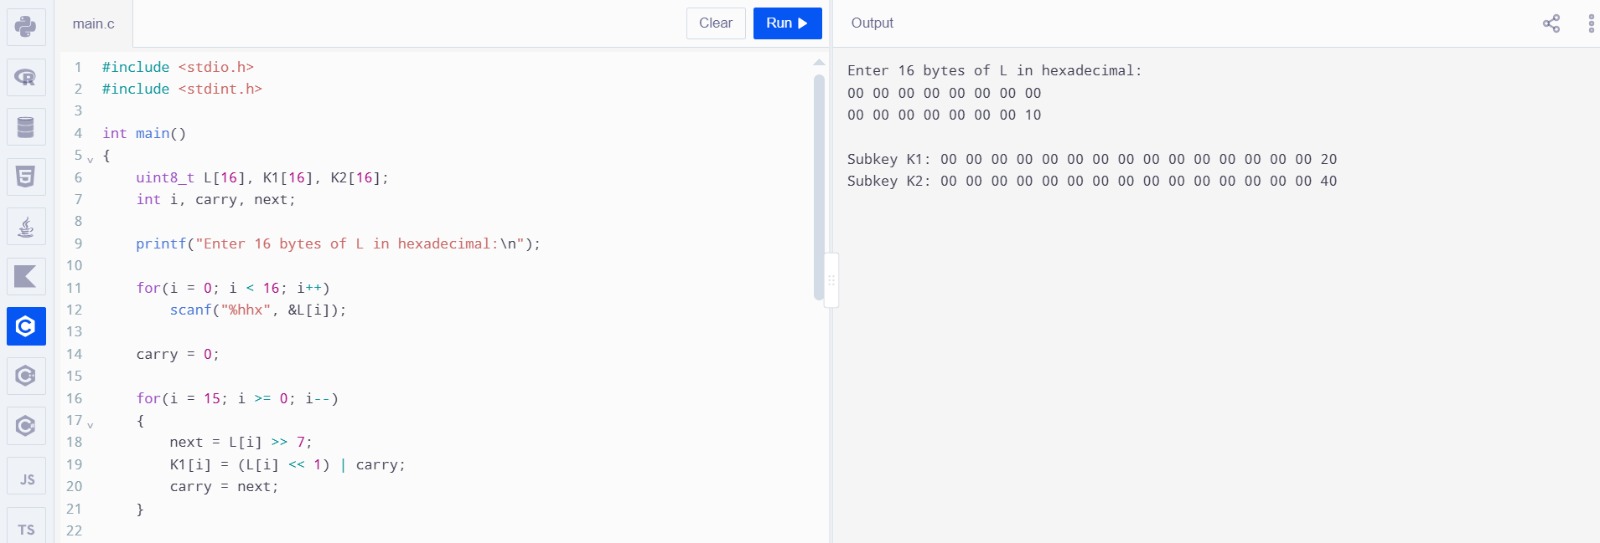 main.c
Clear
Run
1 #include <stdio.h>
2 #include <stdint.h>
3
4 int main()
5 {
6     uint8_t L[16], K1[16], K2[16];
7     int i, carry, next;
8
9     printf("Enter 16 bytes of L in hexadecimal:\n");
10
11     for(i = 0; i < 16; i++)
12         scanf("%hhx", &L[i]);
13
14     carry = 0;
15
16     for(i = 15; i >= 0; i--)
17     {
18         next = L[i] >> 7;
19         K1[i] = (L[i] << 1) | carry;
20         carry = next;
21     }
22
Output
Enter 16 bytes of L in hexadecimal:
00 00 00 00 00 00 00 00
00 00 00 00 00 00 00 10
Subkey K1: 00 00 00 00 00 00 00 00 00 00 00 00 00 00 00 20
Subkey K2: 00 00 00 00 00 00 00 00 00 00 00 00 00 00 00 40
R
5
C
C
C
JS
TS